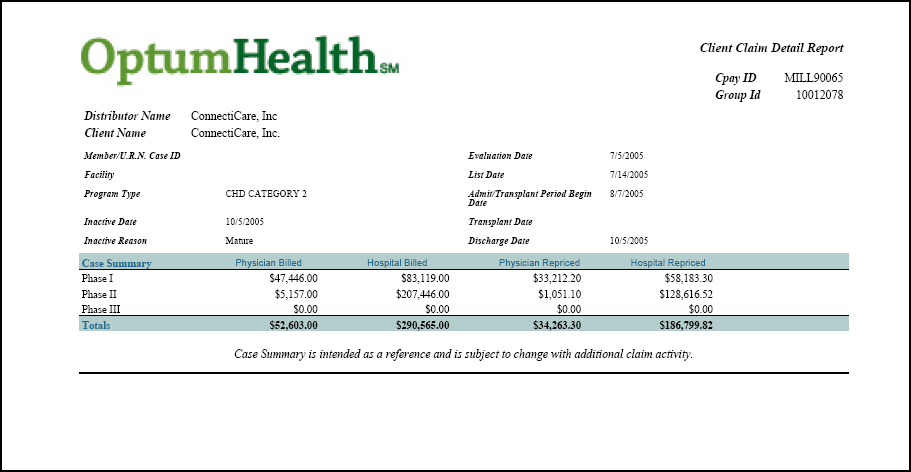 OptumHealth SM
Client Claim Detail Report
Cpay ID MILL90065
Group Id 10012078
Distributor Name ConnectiCare, Inc
Client Name ConnectiCare, Inc.
Member/U.R.N. Case ID Evaluation Date 7/5/2005
Facility List Date 7/14/2005
Program Type CHD CATEGORY 2 Admit/Transplant Period Begin 8/7/2005
Date
Inactive Date 10/5/2005 Transplant Date
Inactive Reason Mature Discharge Date 10/5/2005
Case Summary Physician Billed Hospital Billed Physician Repriced Hospital Repriced
Phase I $47,446.00 $83,119.00 $33,212.20 $58,183.30
Phase II $5,157.00 $207,446.00 $1,051.10 $128,616.52
Phase III $0.00 $0.00 $0.00 $0.00
Totals $52,603.00 $290,565.00 $34,263.30 $186,799.82
Case Summary is intended as a reference and is subject to change with additional claim activity.